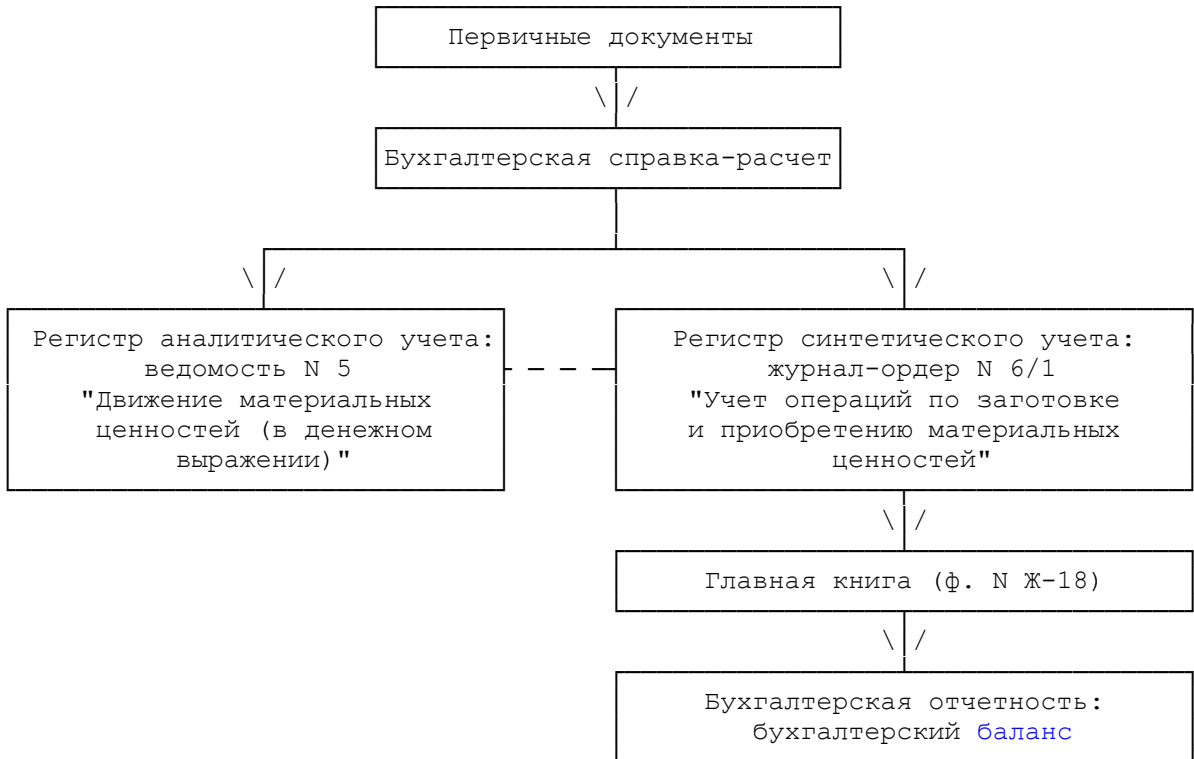 Первичные документы
Бухгалтерская справка-расчет
Регистр аналитического учета:
ведомость N 5
"Движение материальных
ценностей (в денежном
выражении)"
Регистр синтетического учета:
журнал-ордер N 6/1
"Учет операций по заготовке
и приобретению материальных
ценностей"
Главная книга (ф. N Ж-18)
Бухгалтерская отчетность:
бухгалтерский баланс